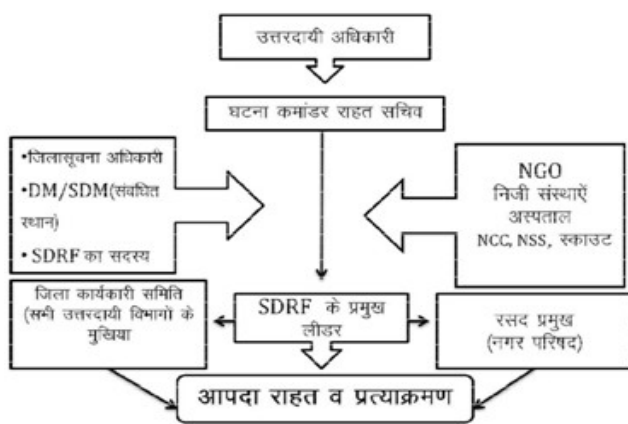 उत्तरदायी अधिकारी
घटना कमांडर राहत सचिव
•जिलासूचना अधिकारी
•DM/SDM(संवधित
स्थान)
•SDRF का सदस्य
NGO
निजी संस्थाऐं
अस्पताल
NCC, NSS, स्काउट
जिला कार्यकारी समिति
(सभी उत्तरदायी विभागो के
मुखिया
SDRF के प्रमुख
लीडर
रसद प्रमुख
(नगर परिषद)
आपदा राहत व प्रत्याक्रमण